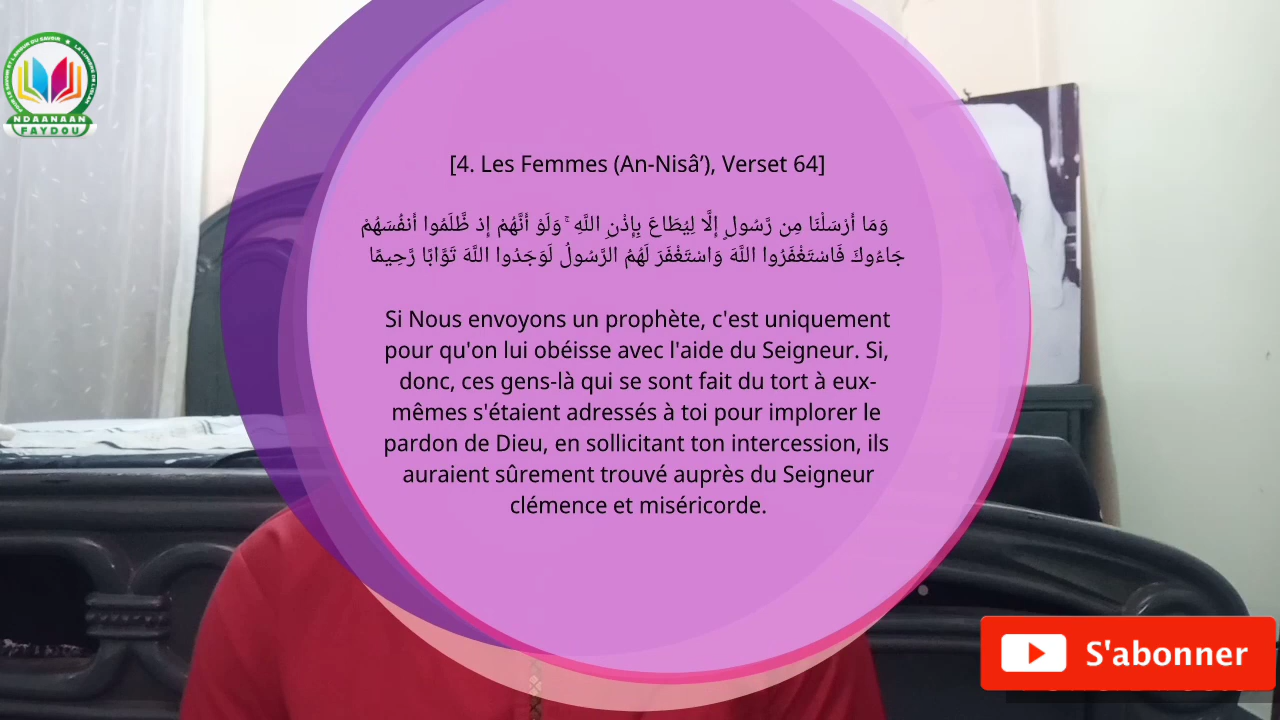 NDAANAAN
FAYDOU
[4. Les Femmes (An-Nisâ’), Verset 64]
وَمَا أَرْسَلْنَا مِن رَّسُولٍ إِلَّا لِيُطَاعَ بِإِذْنِ اللَّهِ ۚ وَلَوْ أَنَّهُمْ إِذ ظَّلَمُوا أَنفُسَهُمْ
جَاءُوكَ فَاسْتَغْفَرُوا اللَّهَ وَاسْتَغْفَرَ لَهُمُ الرَّسُولُ لَوَجَدُوا اللَّهَ تَوَّابًا رَّحِيمًا
Si Nous envoyons un prophète, c'est uniquement
pour qu'on lui obéisse avec l'aide du Seigneur. Si,
donc, ces gens-là qui se sont fait du tort à eux-
mêmes s'étaient adressés à toi pour implorer le
pardon de Dieu, en sollicitant ton intercession, ils
auraient sûrement trouvé auprès du Seigneur
clémence et miséricorde.
S'abonner